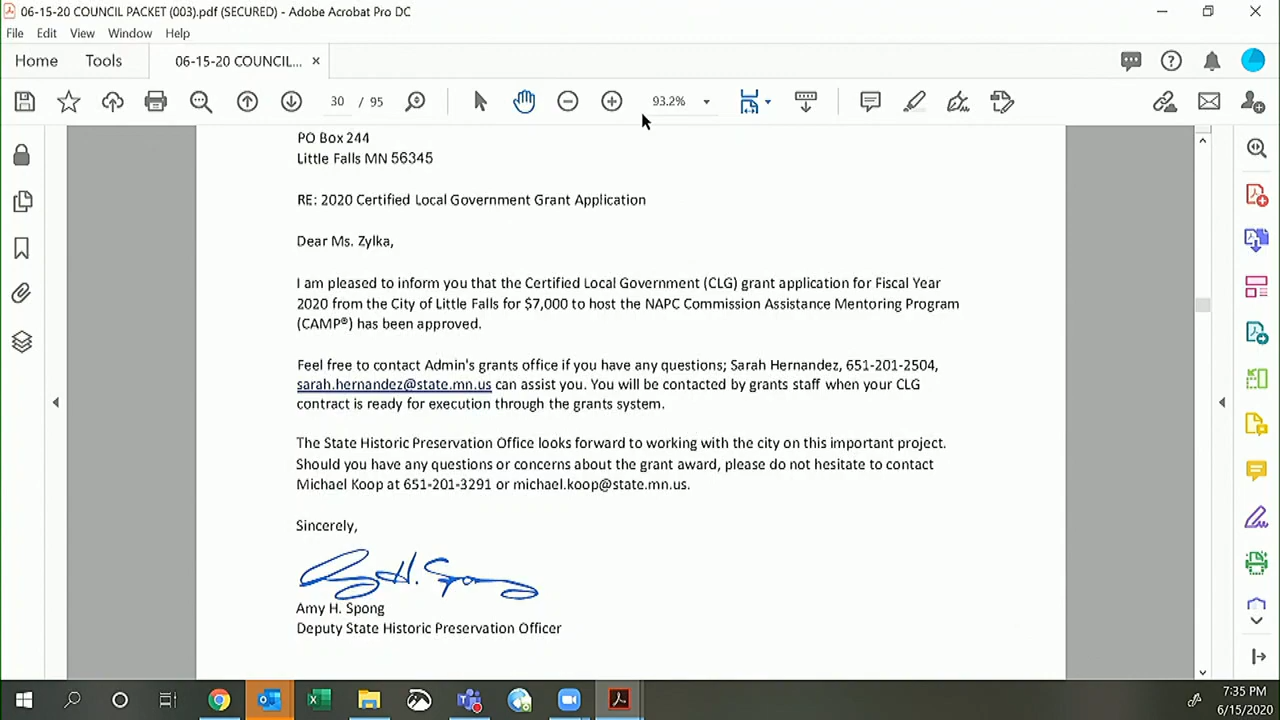 06-15-20 COUNCIL PACKET (003).pdf (SECURED) - Adobe Acrobat Pro DC
File Edit View Window Help
Home Tools 06-15-20 COUNCIL... ×
30 / 95 93.2%
PO Box 244
Little Falls MN 56345
RE: 2020 Certified Local Government Grant Application
Dear Ms. Zylka,
I am pleased to inform you that the Certified Local Government (CLG) grant application for Fiscal Year
2020 from the City of Little Falls for $7,000 to host the NAPC Commission Assistance Mentoring Program
(CAMP®) has been approved.
Feel free to contact Admin's grants office if you have any questions; Sarah Hernandez, 651-201-2504,
sarah.hernandez@state.mn.us can assist you. You will be contacted by grants staff when your CLG
contract is ready for execution through the grants system.
The State Historic Preservation Office looks forward to working with the city on this important project.
Should you have any questions or concerns about the grant award, please do not hesitate to contact
Michael Koop at 651-201-3291 or michael.koop@state.mn.us.
Sincerely,
Amy H. Spong
Amy H. Spong
Deputy State Historic Preservation Officer
7:35 PM
6/15/2020